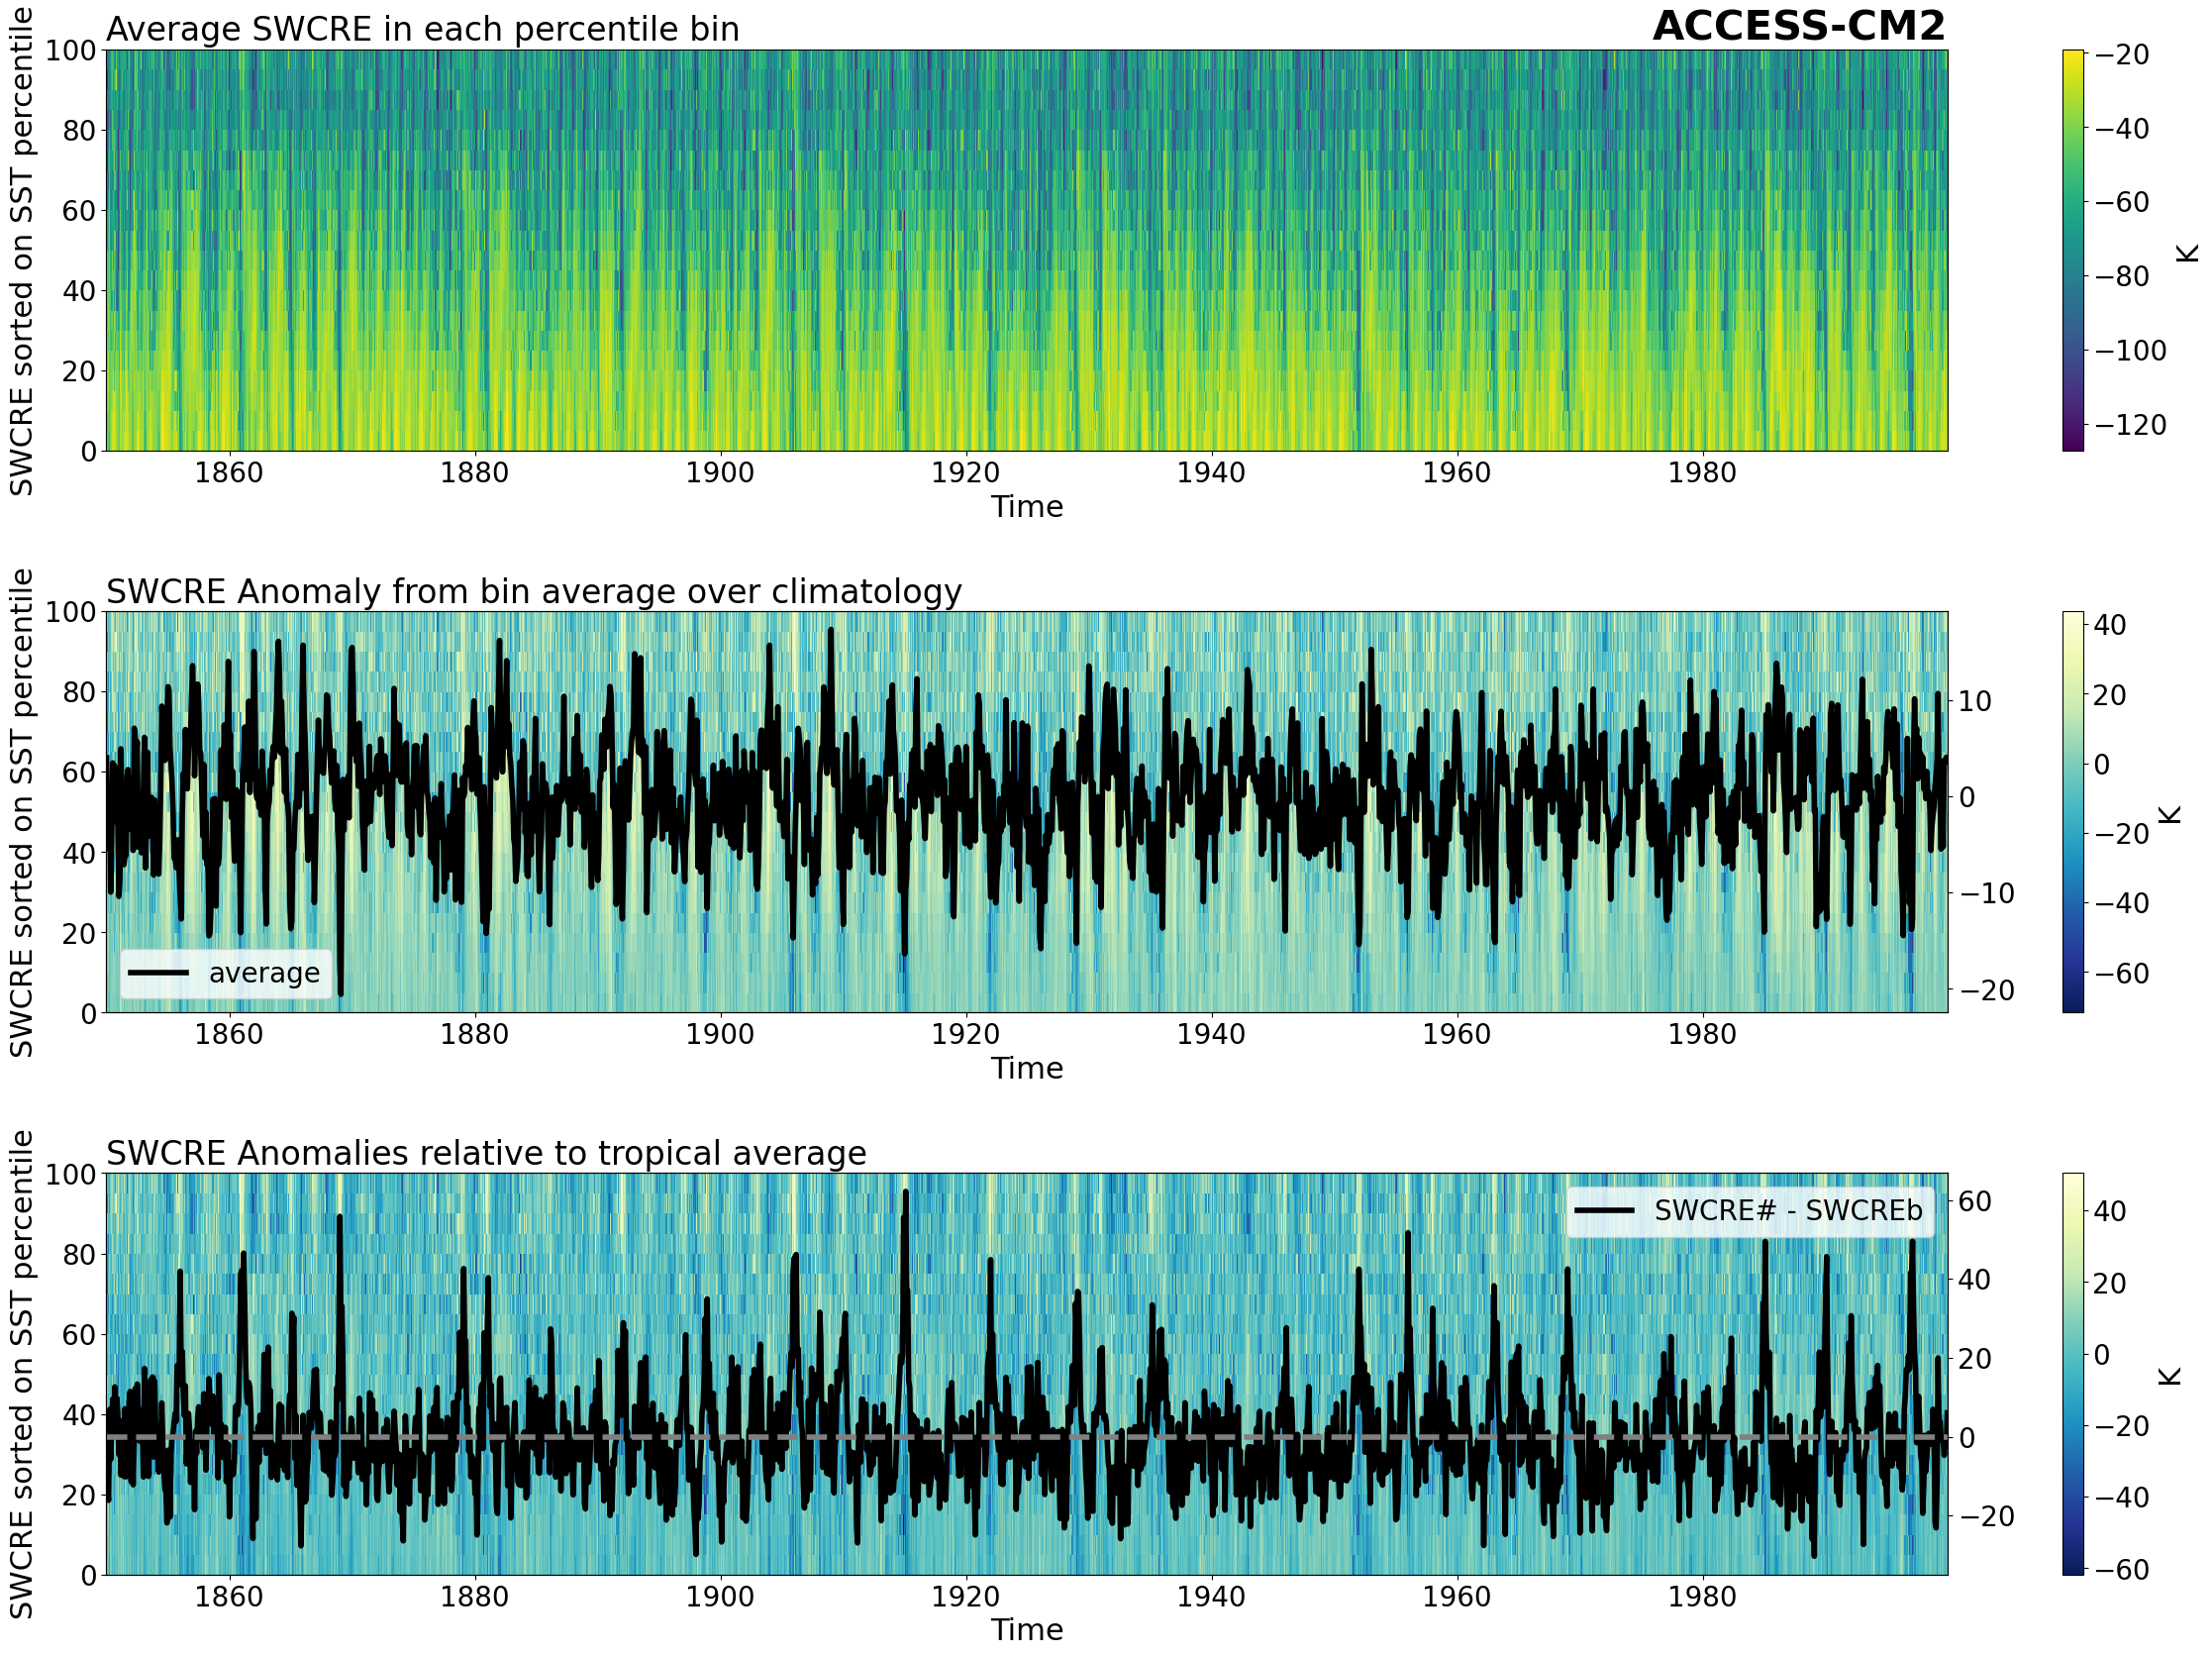 Average SWCRE in each percentile bin
ACCESS-CM2
SWCRE sorted on SST percentile
100
80
60
40
20
0
1860 1880 1900 1920 1940 1960 1980
Time
−20
−40
−60
−80
−100
−120
K
SWCRE Anomaly from bin average over climatology
SWCRE sorted on SST percentile
100
80
60
40
20
0
average
10
0
−10
−20
1860 1880 1900 1920 1940 1960 1980
Time
40
20
0
−20
−40
−60
K
SWCRE Anomalies relative to tropical average
SWCRE sorted on SST percentile
100
80
60
40
20
0
SWCRE# - SWCREb
60
40
20
0
−20
1860 1880 1900 1920 1940 1960 1980
Time
40
20
0
−20
−40
−60
K